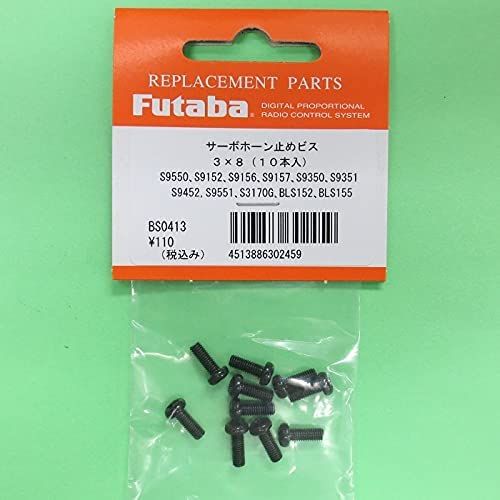 REPLACEMENT PARTS
Futaba® DIGITAL PROPORTIONAL
RADIO CONTROL SYSTEM
サーボホーン止めビス
3×8(10本入)
S9550、S9152、S9156、S9157、S9350、S9351
S9452、S9551、S3170G、BLS152、BLS155
BS0413
¥110
(税込み)
4513886302459